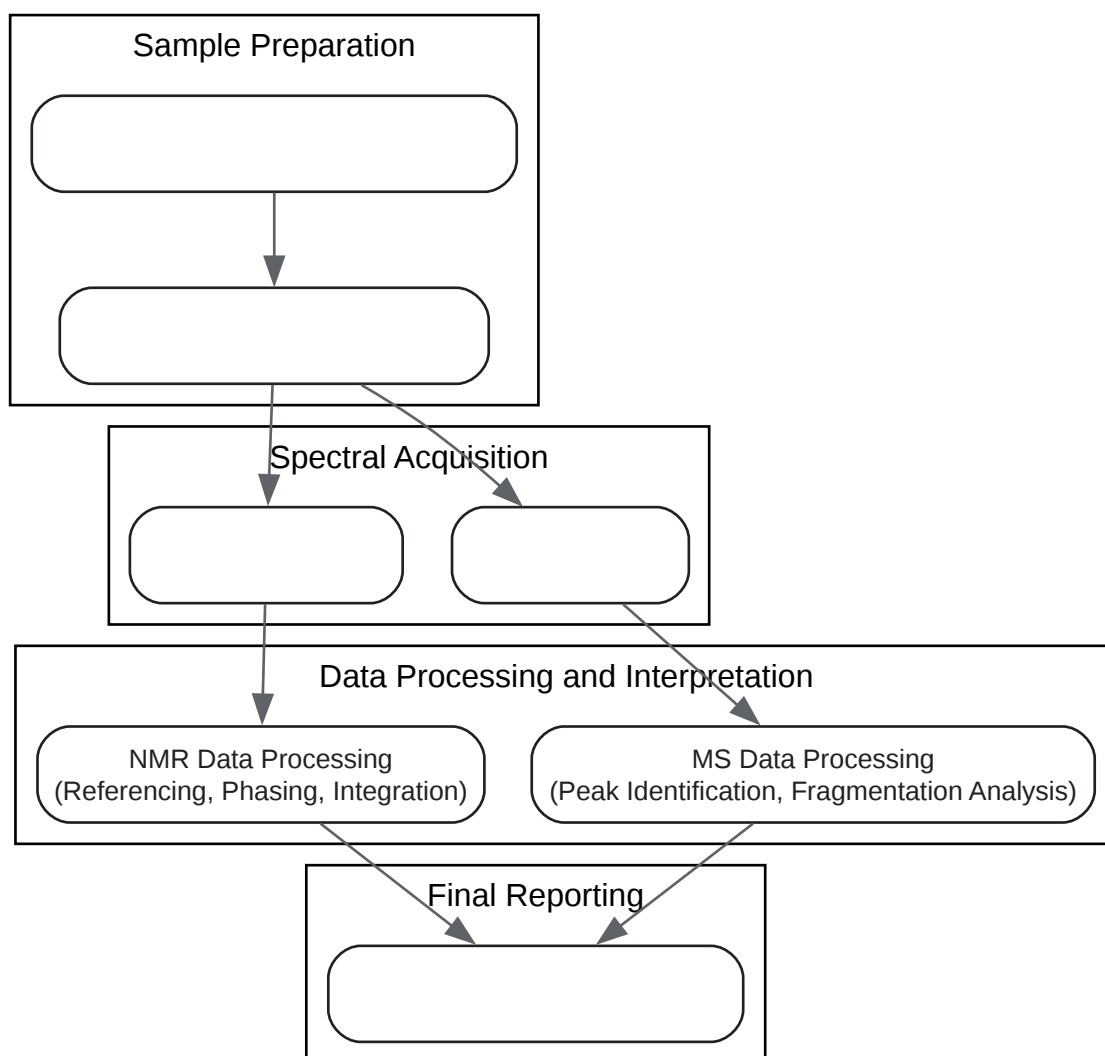 Sample Preparation
Spectral Acquisition
Data Processing and Interpretation
NMR Data Processing
(Referencing, Phasing, Integration)
MS Data Processing
(Peak Identification, Fragmentation Analysis)
Final Reporting